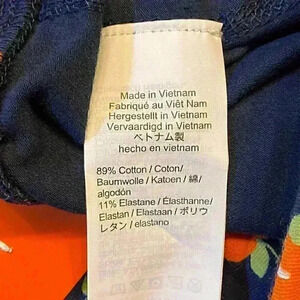 Made in Vietnam
Fabriqué au Viêt Nam
Hergestellt in Vietnam
Vervaardigd in Vietnam
ベトナム製
hecho en vietnam
89% Cotton / Coton/
Baumwolle / Katoen / 綿/
algodón
11% Elastane / Élasthanne/
Elastan / Elastaan / ポリウ
レタン / elastano